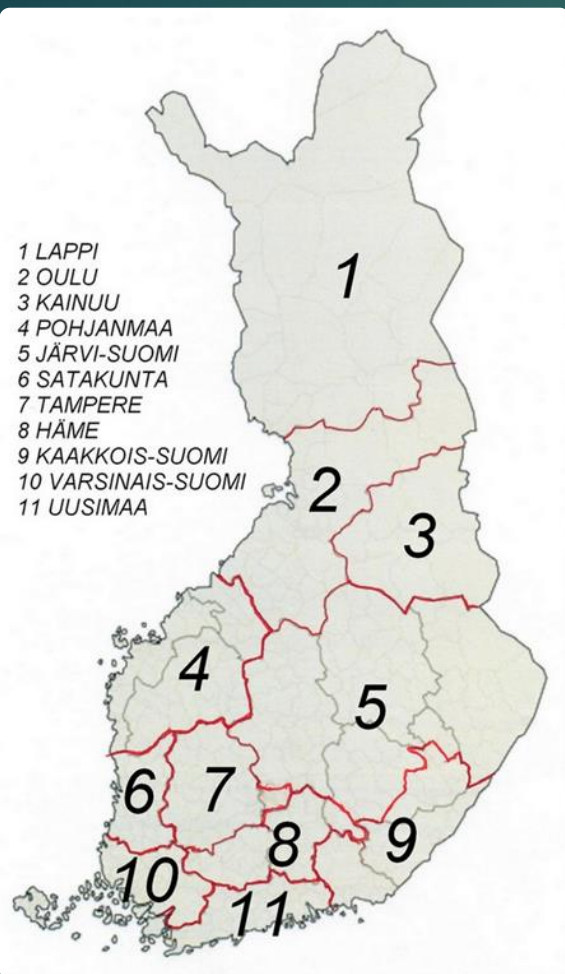 1 LAPPI
2 OULU
3 KAINUU
4 POHJANMAA
5 JÄRVI-SUOMI
6 SATAKUNTA
7 TAMPERE
8 HÄME
9 KAAKKOIS-SUOMI
10 VARSINAIS-SUOMI
11 UUSIMAA
1
2
3
4
5
6
7
8
9
10
11